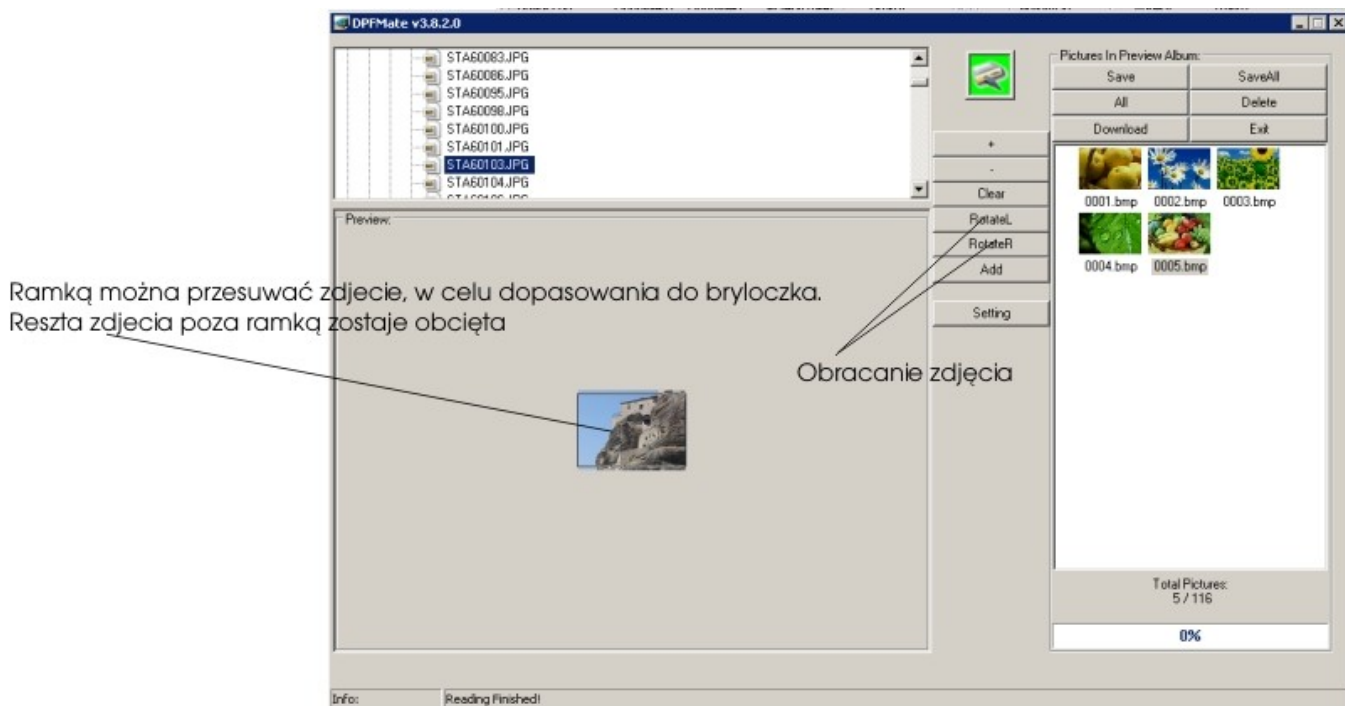 DPFMate v3.8.2.0
STA60083.JPG
STA60086.JPG
STA60095.JPG
STA60098.JPG
STA60100.JPG
STA60101.JPG
STA60103.JPG
STA60104.JPG
Preview:
+
-
Clear
RotateL
RotateR
Add
Setting
Pictures In Preview Album:
Save SaveAll
All Delete
Download Exit
0001.bmp 0002.bmp 0003.bmp
0004.bmp 0005.bmp
Ramką można przesuwać zdjecie, w celu dopasowania do bryloczka.
Reszta zdjecia poza ramką zostaje obcięta
Obracanie zdjęcia
Total Pictures:
5 / 116
0%
Info: Reading Finished!